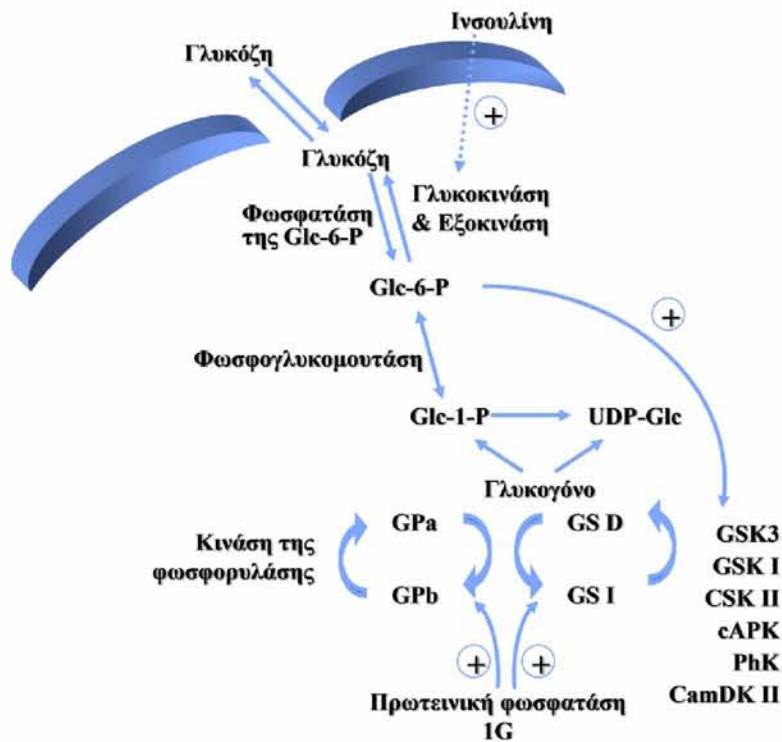 Ινσουλίνη
Γλυκόζη
+
Γλυκόζη
Γλυκοκινάση
& Εξοκινάση
Φωσφατάση
της Glc-6-P
Glc-6-P
+
Φωσφογλυκομουτάση
Glc-1-P
UDP-Glc
Γλυκογόνο
GPa
GS D
Κινάση της
φωσφορυλάσης
GPb
GS I
GSK3
GSK I
CSK II
cAPK
PhK
CamDK II
+
+
Πρωτεινική φωσφατάση
1G